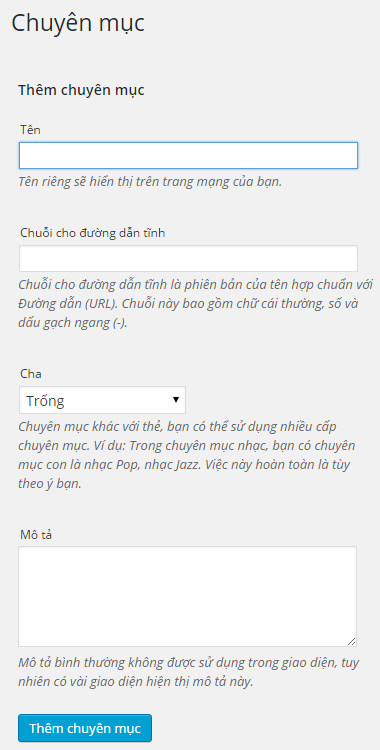 Chuyên mục
Thêm chuyên mục
Tên
Tên riêng sẽ hiển thị trên trang mạng của bạn.
Chuỗi cho đường dẫn tĩnh
Chuỗi cho đường dẫn tĩnh là phiên bản của tên hợp chuẩn với
Đường dẫn (URL). Chuỗi này bao gồm chữ cái thường, số và
dấu gạch ngang (-).
Cha
Trống
Chuyên mục khác với thẻ, bạn có thể sử dụng nhiều cấp
chuyên mục. Ví dụ: Trong chuyên mục nhạc, bạn có chuyên
mục con là nhạc Pop, nhạc Jazz. Việc này hoàn toàn là tùy
theo ý bạn.
Mô tả
Mô tả bình thường không được sử dụng trong giao diện, tuy
nhiên có vài giao diện hiện thị mô tả này.
Thêm chuyên mục